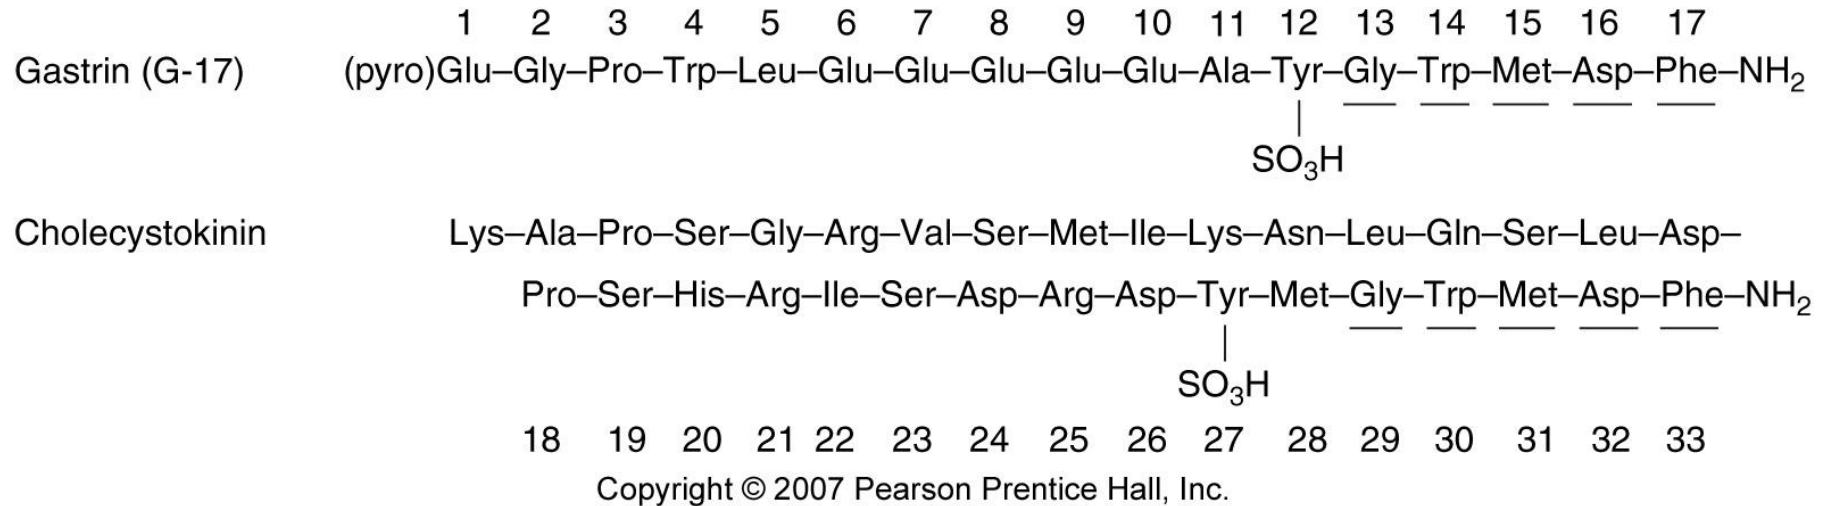 1 2 3 4 5 6 7 8 9 10 11 12 13 14 15 16 17
Gastrin (G-17) (pyro)Glu–Gly–Pro–Trp–Leu–Glu–Glu–Glu–Glu–Glu–Ala–Tyr–Gly–Trp–Met–Asp–Phe–NH₂
SO₃H
Cholecystokinin Lys–Ala–Pro–Ser–Gly–Arg–Val–Ser–Met–Ile–Lys–Asn–Leu–Gln–Ser–Leu–Asp–
Pro–Ser–His–Arg–Ile–Ser–Asp–Arg–Asp–Tyr–Met–Gly–Trp–Met–Asp–Phe–NH₂
SO₃H
18 19 20 21 22 23 24 25 26 27 28 29 30 31 32 33
Copyright © 2007 Pearson Prentice Hall, Inc.